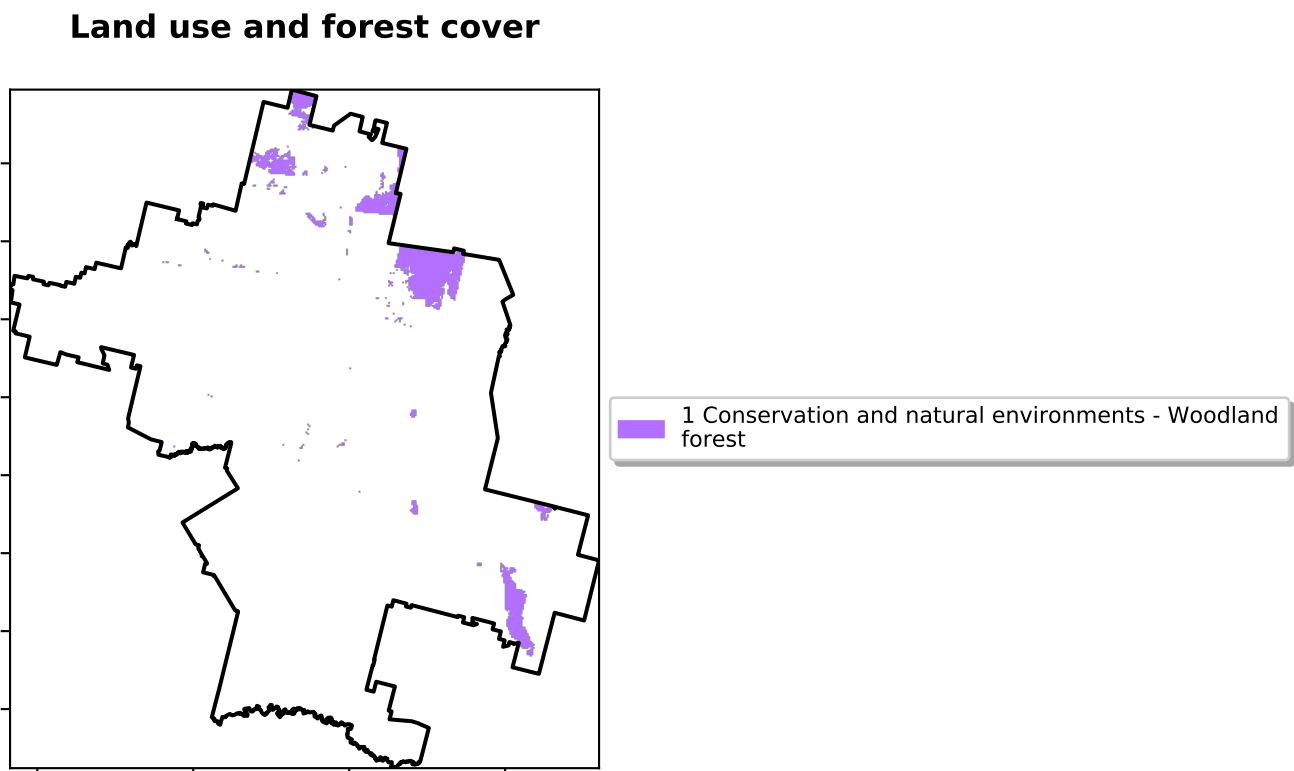 Land use and forest cover
1 Conservation and natural environments - Woodland
forest